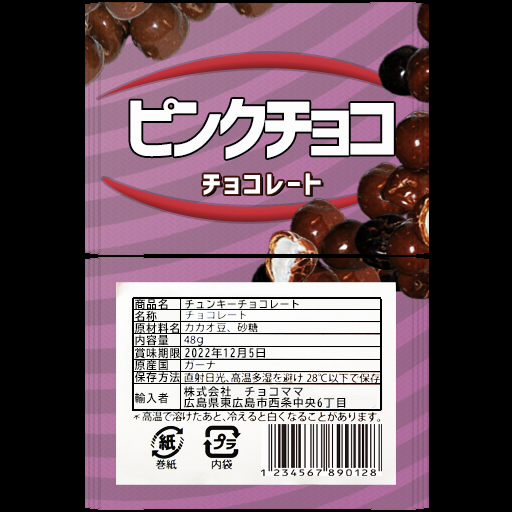 ピンクチョコ
チョコレート
商品名 チュンキーチョコレート
名称 チョコレート
原材料名 カカオ豆、砂糖
内容量 48g
賞味期限 2022年12月5日
原産国 ガーナ
保存方法 直射日光、高温多湿を避け28℃以下で保存
輸入者 株式会社 チョコママ
広島県東広島市西条中央6丁目
*高温で溶けたあと、冷えると白くなることがあります。
紙 プラ
巻紙 内袋
1 234567 890128